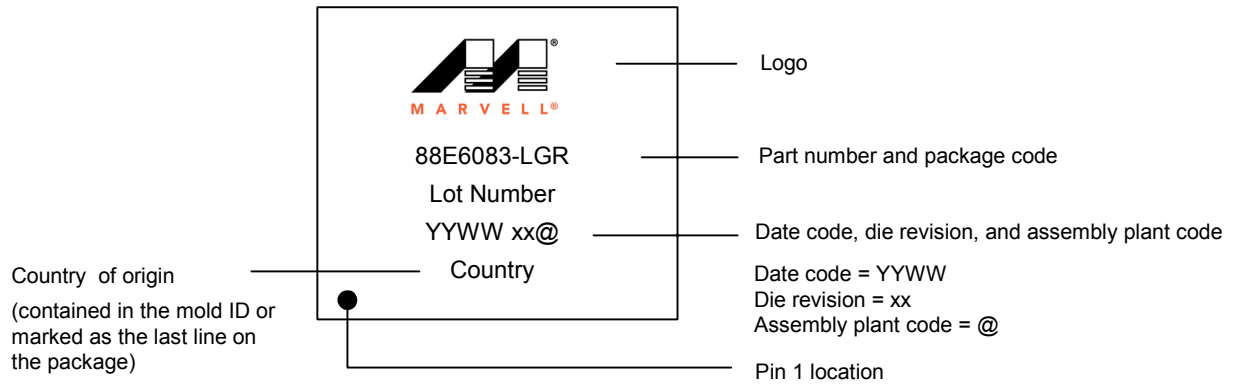 ®
MARVELL®
88E6083-LGR
Lot Number
YYWW xx@
Country
Logo
Part number and package code
Date code, die revision, and assembly plant code
Date code = YYWW
Die revision = xx
Assembly plant code = @
Pin 1 location
Country of origin
(contained in the mold ID or
marked as the last line on
the package)